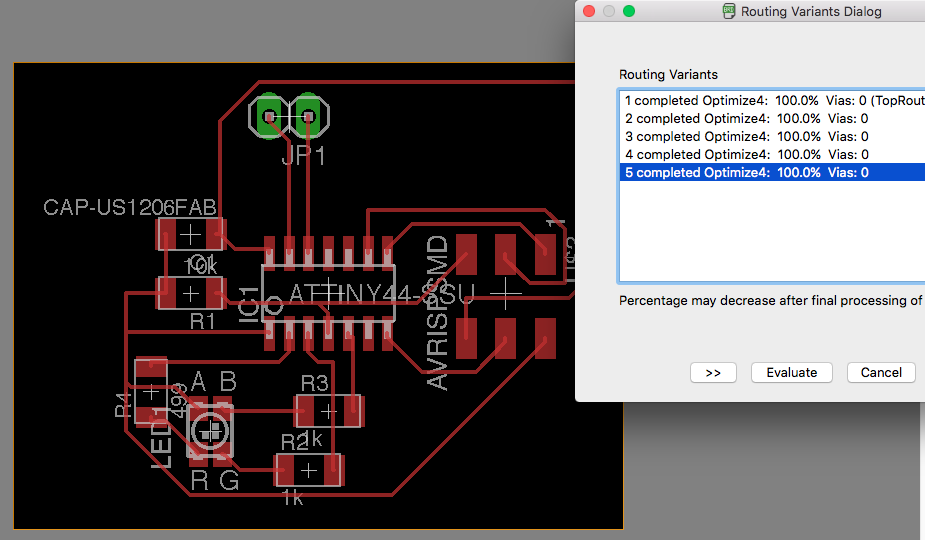 Routing Variants Dialog
Routing Variants
1 completed Optimize4: 100.0% Vias: 0 (TopRout
2 completed Optimize4: 100.0% Vias: 0
3 completed Optimize4: 100.0% Vias: 0
4 completed Optimize4: 100.0% Vias: 0
5 completed Optimize4: 100.0% Vias: 0
Percentage may decrease after final processing of
>>
Evaluate
Cancel
JP1
CAP-US1206FAB
C1
10k
R1
IC1
ATTINY44-SSU
AVRISPSMD
1
R4
499
LED1
A B
R G
R3
1k
R2
1k